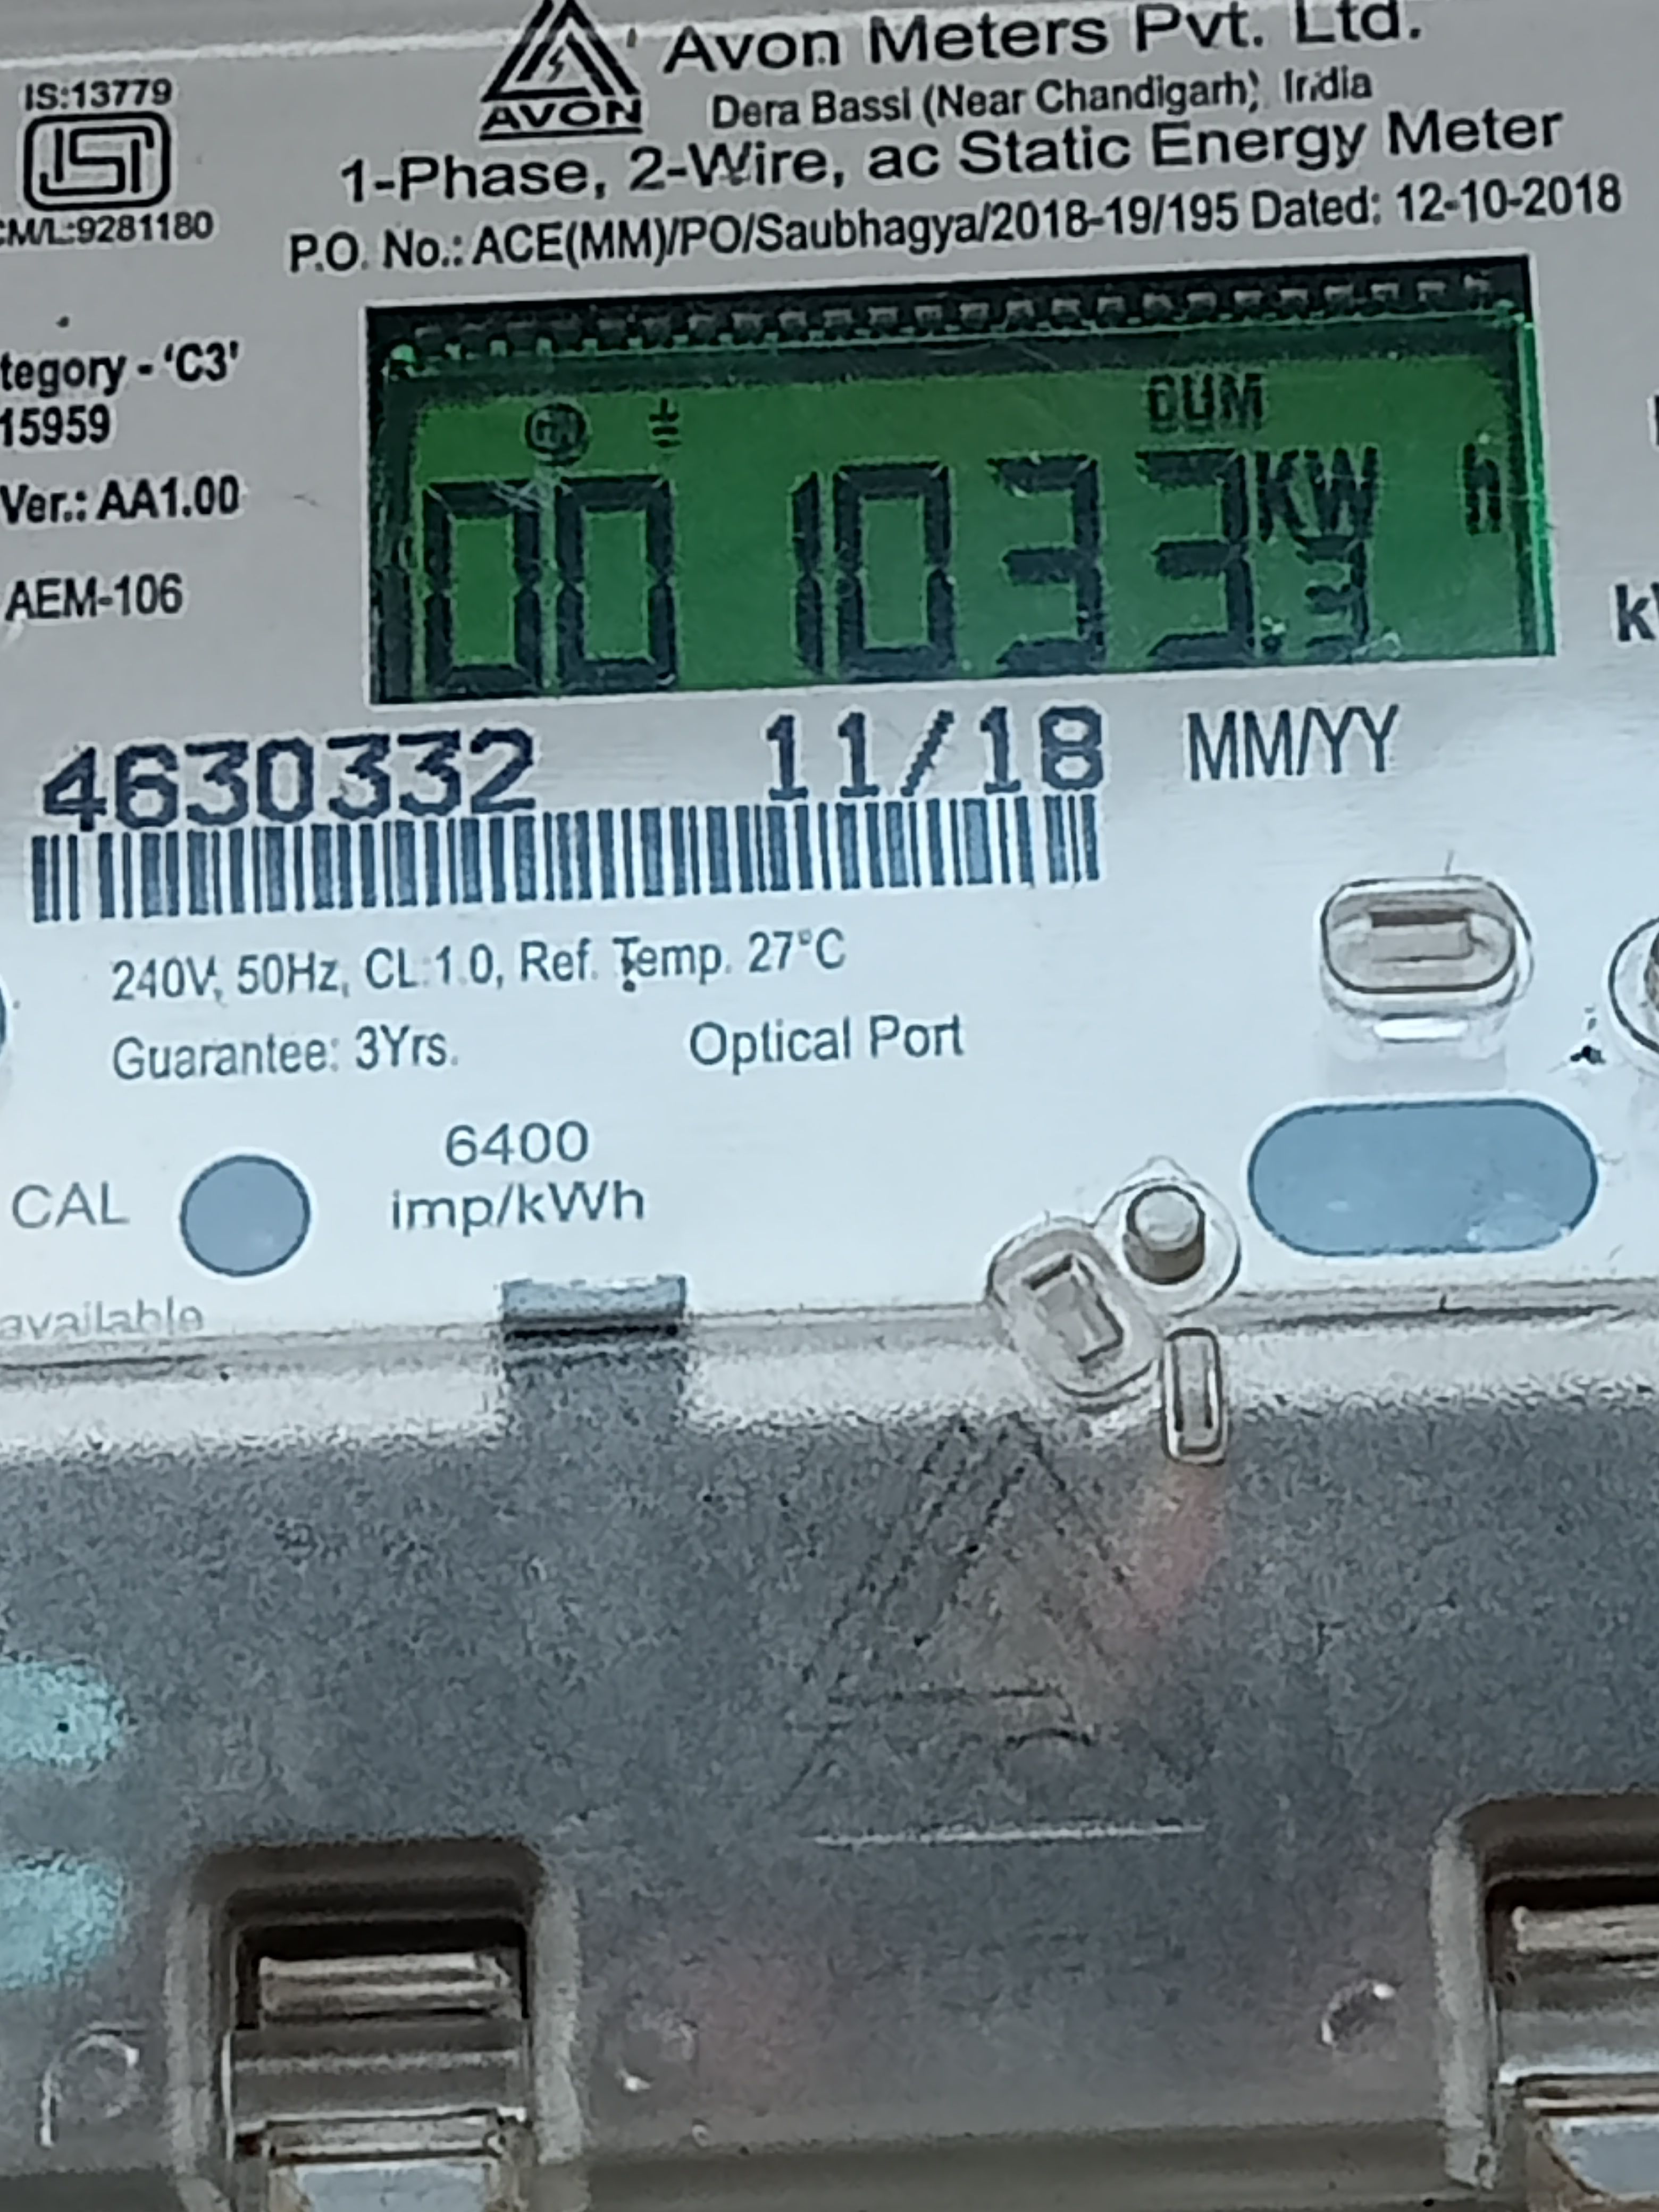 AVON
Avon Meters Pvt. Ltd.
Dera Bassi (Near Chandigarh) India
1-Phase, 2-Wire, ac Static Energy Meter
P.O. No.: ACE(MM)/PO/Saubhagya/2018-19/195 Dated: 12-10-2018
IS:13779
ISI
CM/L:9281180
tegory - 'C3'
15959
Ver.: AA1.00
AEM-106
CUM
001033.3 KW h
4630332 11/18 MM/YY
240V, 50Hz, CL.1.0, Ref. Temp. 27°C
Guarantee: 3Yrs. Optical Port
CAL
6400
imp/kWh
available